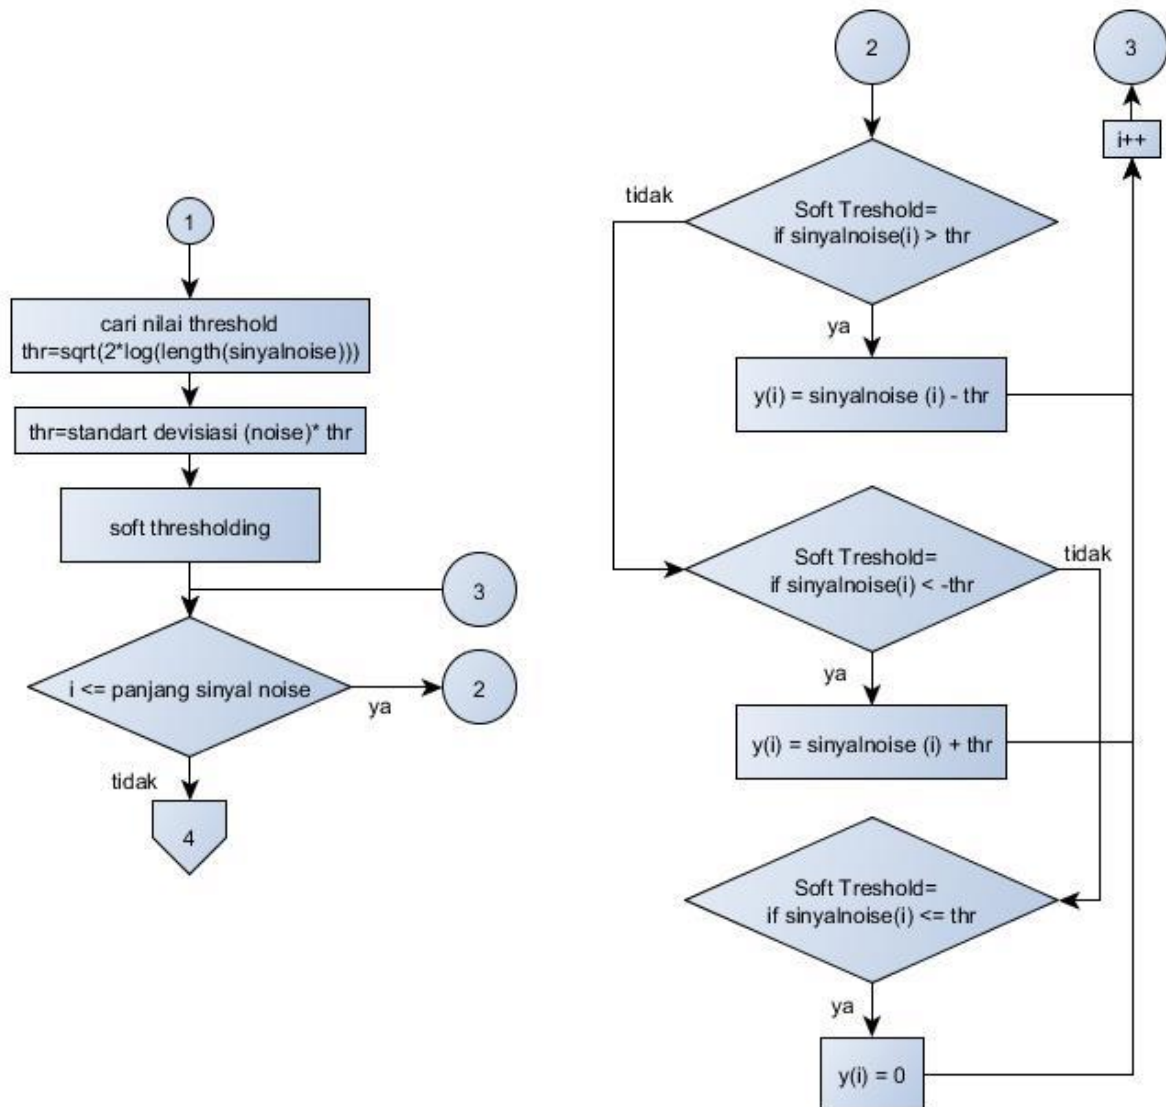 1
cari nilai threshold
thr=sqrt(2*log(length(sinyalnoise)))
thr=standart devisiasi (noise)* thr
soft thresholding
3
i <= panjang sinyal noise
ya
2
tidak
4
2
3
i++
tidak
Soft Treshold=
if sinyalnoise(i) > thr
ya
y(i) = sinyalnoise (i) - thr
Soft Treshold=
if sinyalnoise(i) < -thr
tidak
ya
y(i) = sinyalnoise (i) + thr
Soft Treshold=
if sinyalnoise(i) <= thr
ya
y(i) = 0